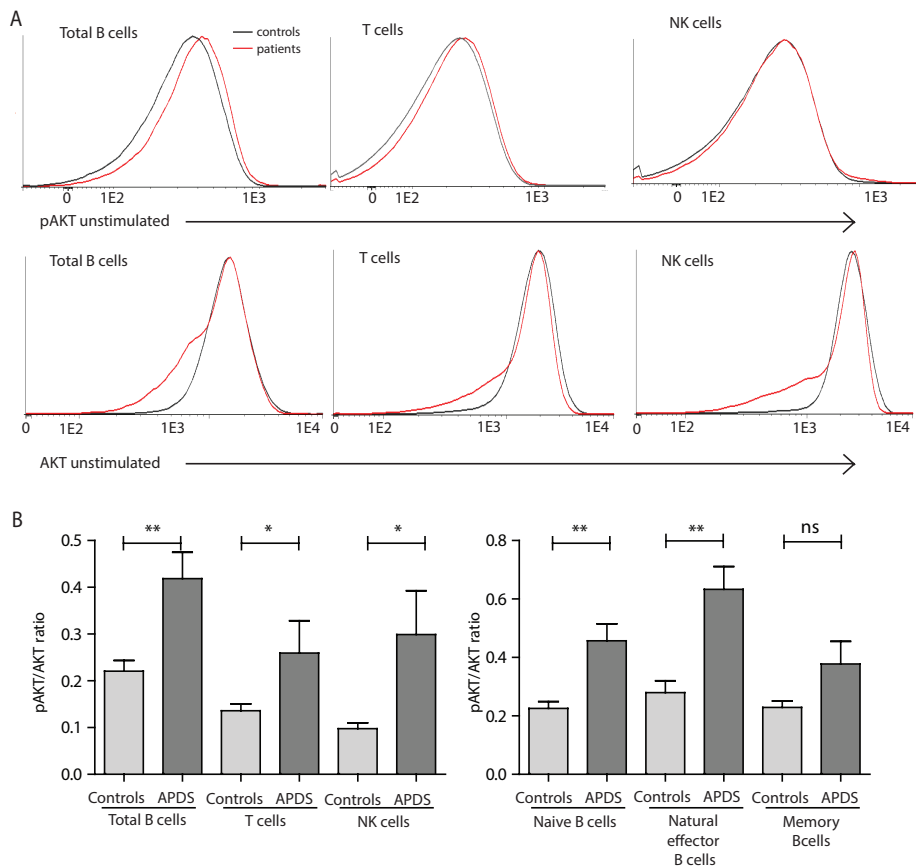 A
Total B cells
controls
patients
T cells
NK cells
0 1E2 1E3
0 1E2 1E3
0 1E2 1E3
pAKT unstimulated
Total B cells
T cells
NK cells
0 1E2 1E3 1E4
0 1E2 1E3 1E4
0 1E2 1E3 1E4
AKT unstimulated
B
** * *
0.5
0.4
0.3
0.2
0.1
0.0
pAKT/AKT ratio
Controls APDS Controls APDS Controls APDS
Total B cells T cells NK cells
** ** ns
0.8
0.6
0.4
0.2
0.0
pAKT/AKT ratio
Controls APDS Controls APDS Controls APDS
Naive B cells Natural Memory
effector Bcells
B cells